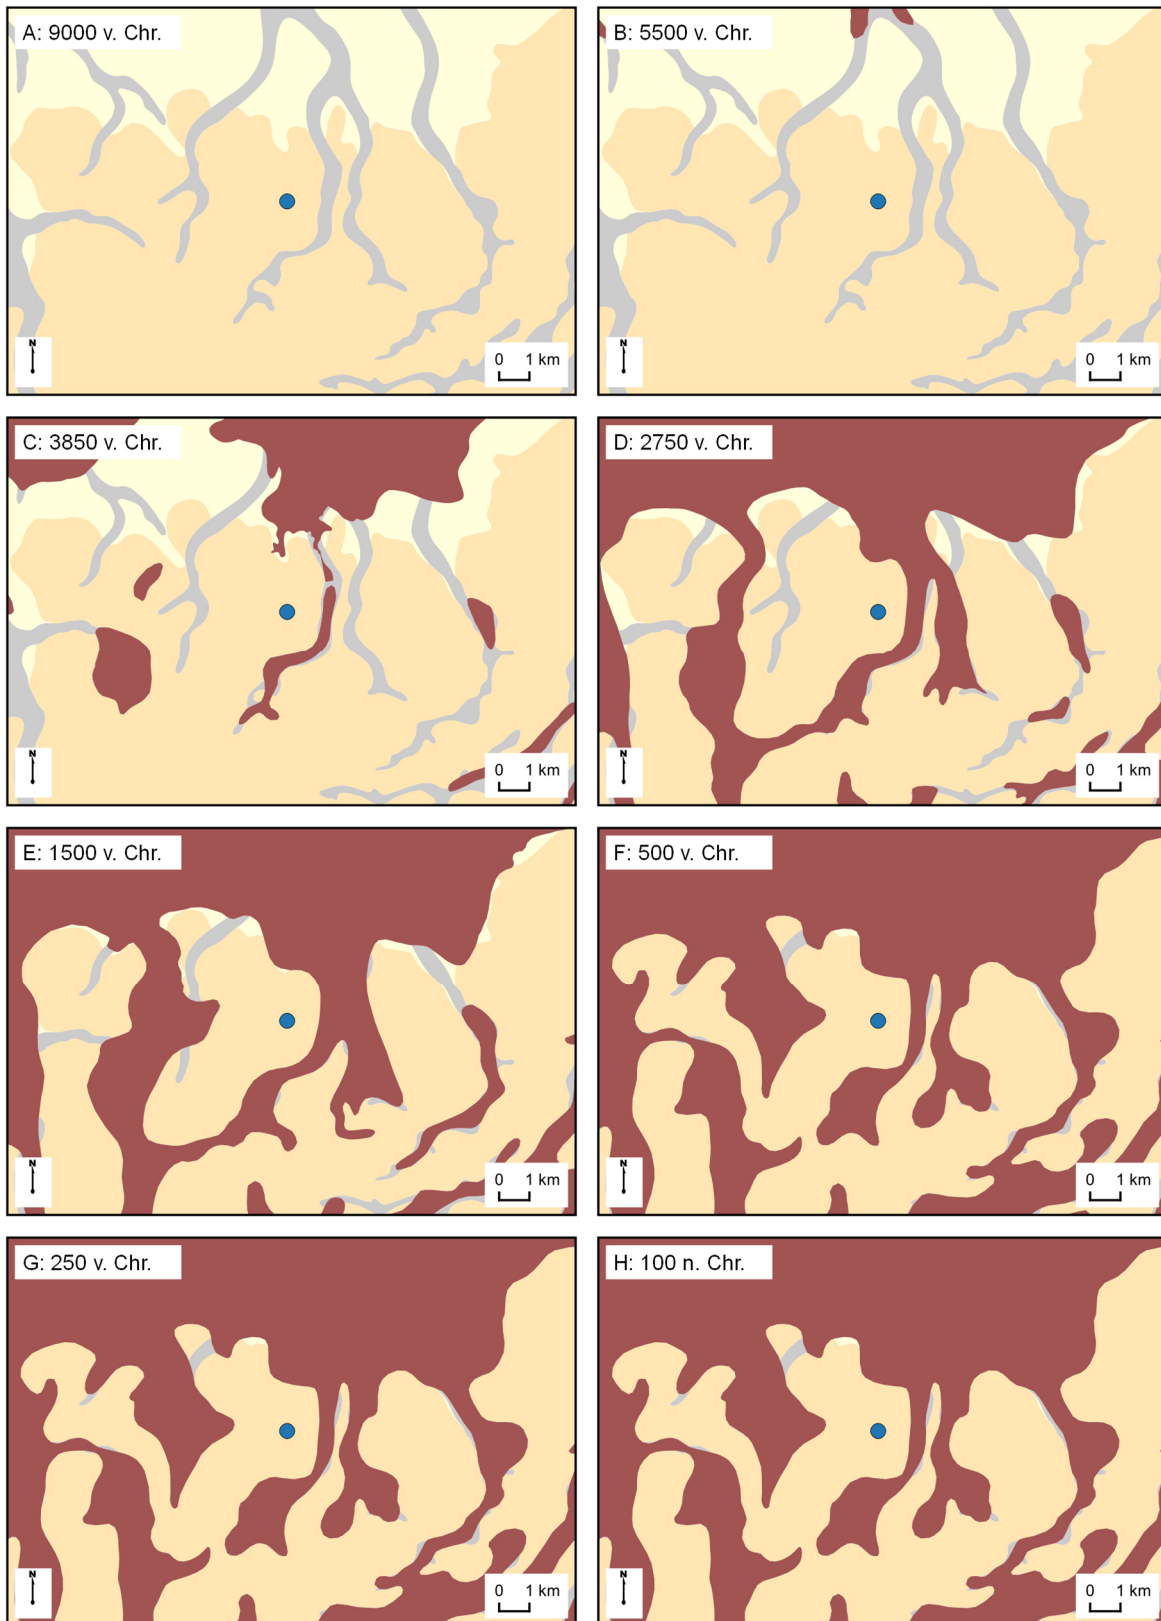 A: 9000 v. Chr.
N
0 1 km
B: 5500 v. Chr.
N
0 1 km
C: 3850 v. Chr.
N
0 1 km
D: 2750 v. Chr.
N
0 1 km
E: 1500 v. Chr.
N
0 1 km
F: 500 v. Chr.
N
0 1 km
G: 250 v. Chr.
N
0 1 km
H: 100 n. Chr.
N
0 1 km